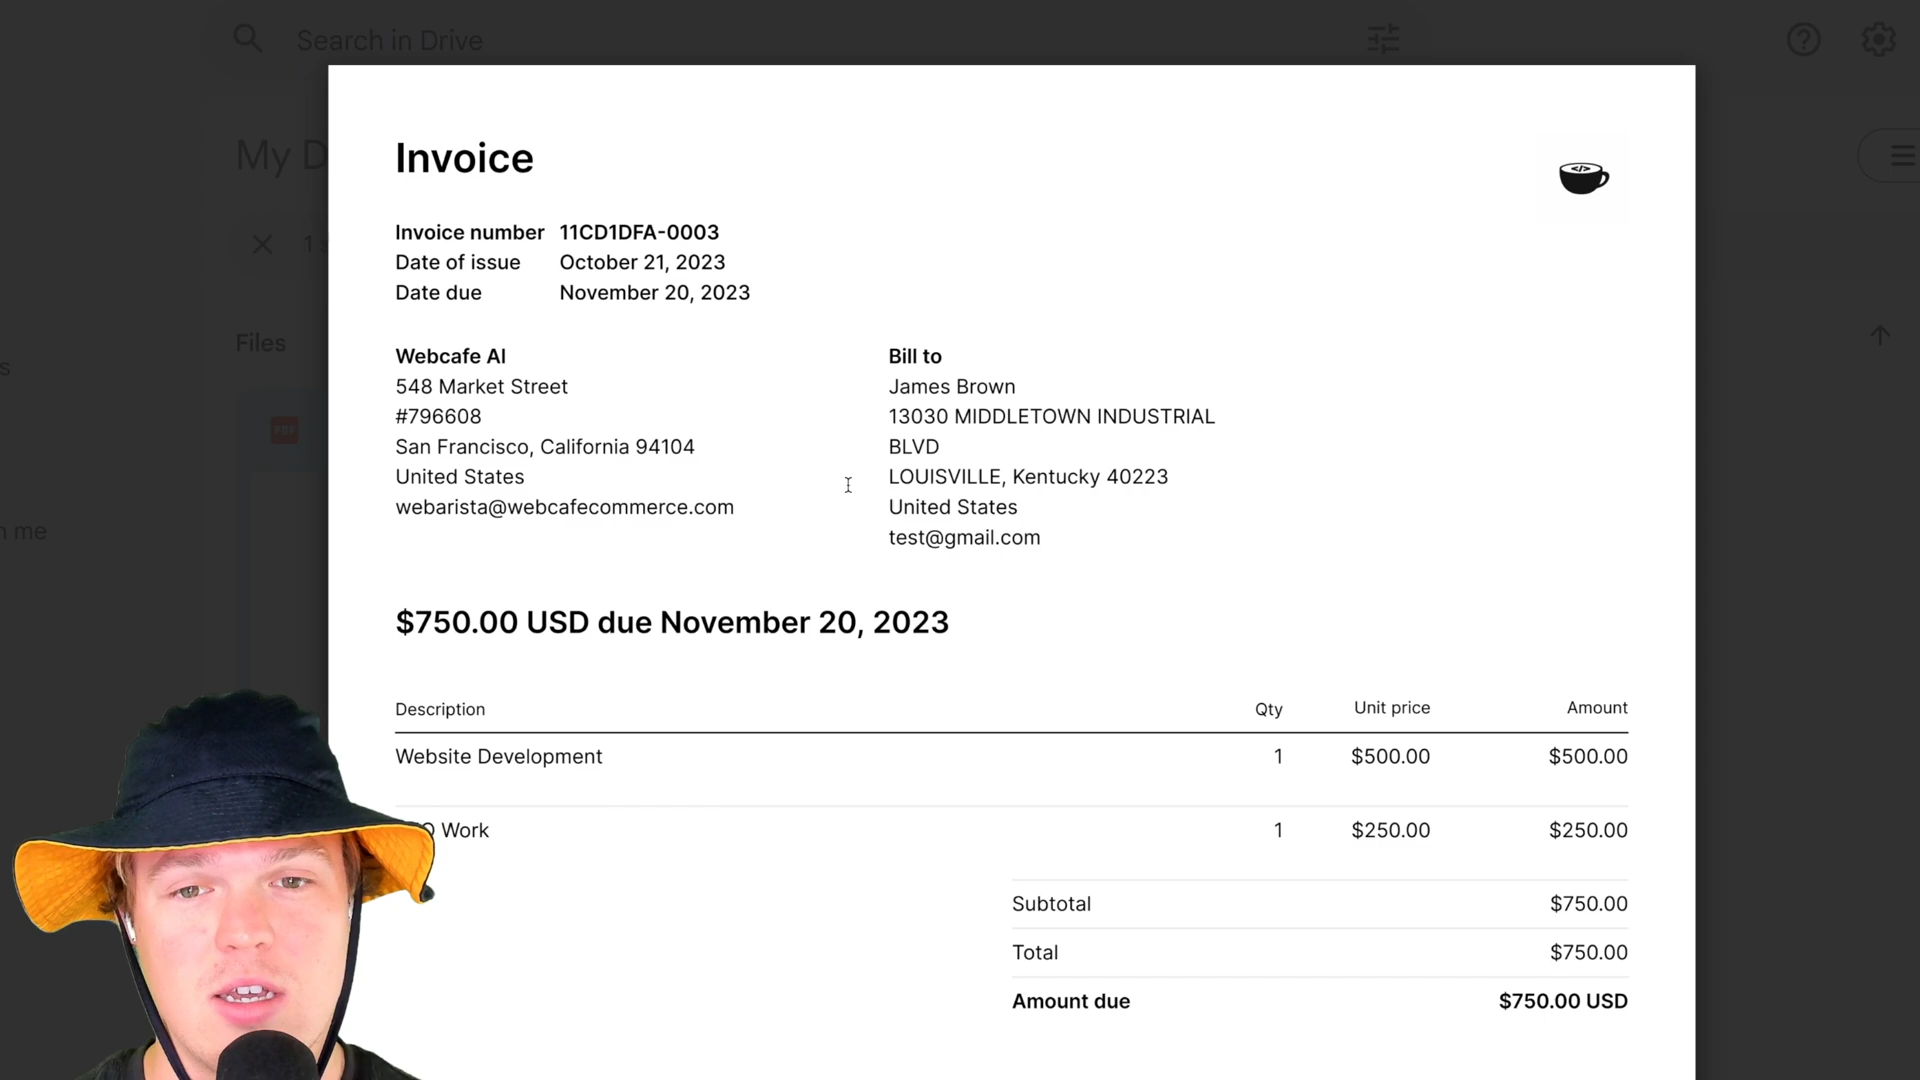 Search in Drive
My D
1
Files
PDF
s
n me
Invoice
</>
Invoice number 11CD1DFA-0003
Date of issue October 21, 2023
Date due November 20, 2023
Webcafe AI
548 Market Street
#796608
San Francisco, California 94104
United States
webarista@webcafecommerce.com
Bill to
James Brown
13030 MIDDLETOWN INDUSTRIAL
BLVD
LOUISVILLE, Kentucky 40223
United States
test@gmail.com
$750.00 USD due November 20, 2023
Description Qty Unit price Amount
Website Development 1 $500.00 $500.00
O Work 1 $250.00 $250.00
Subtotal $750.00
Total $750.00
Amount due $750.00 USD